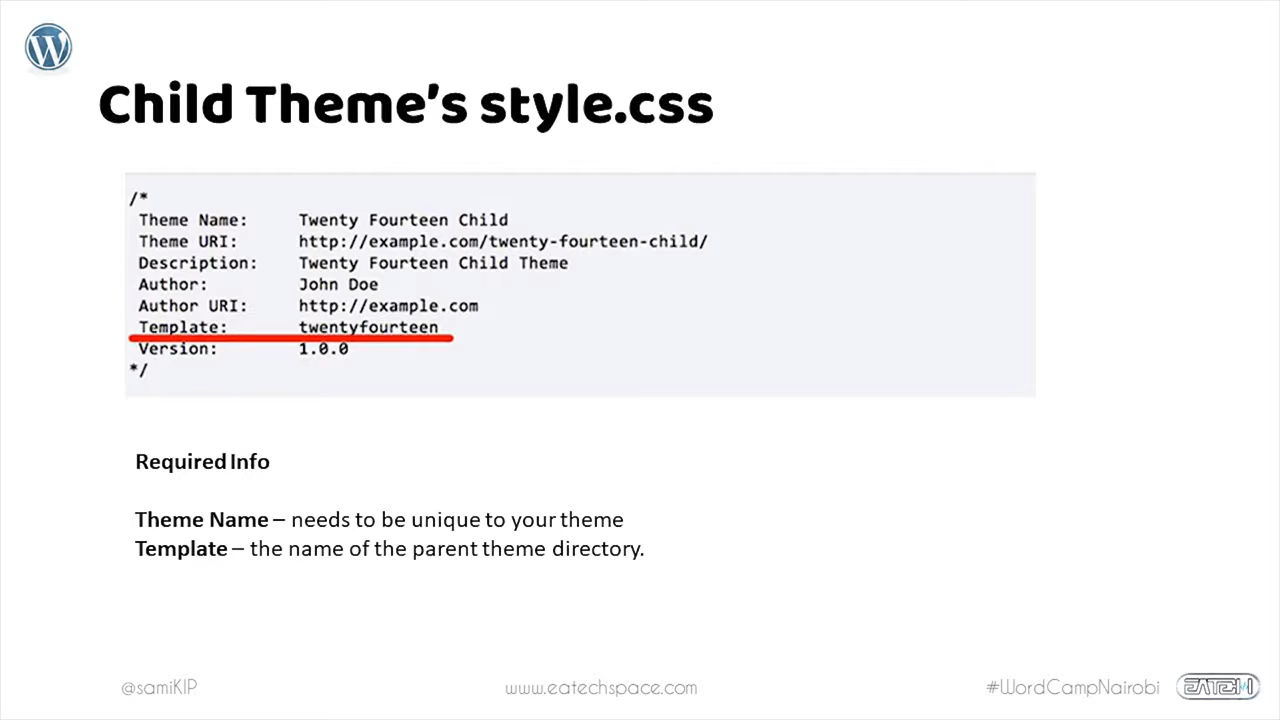 Child Theme's style.css
/*
Theme Name: Twenty Fourteen Child
Theme URI: http://example.com/twenty-fourteen-child/
Description: Twenty Fourteen Child Theme
Author: John Doe
Author URI: http://example.com
Template: twentyfourteen
Version: 1.0.0
*/
Required Info
Theme Name – needs to be unique to your theme
Template – the name of the parent theme directory.
@samiKIP www.eatechspace.com #WordCampNairobi EATECH